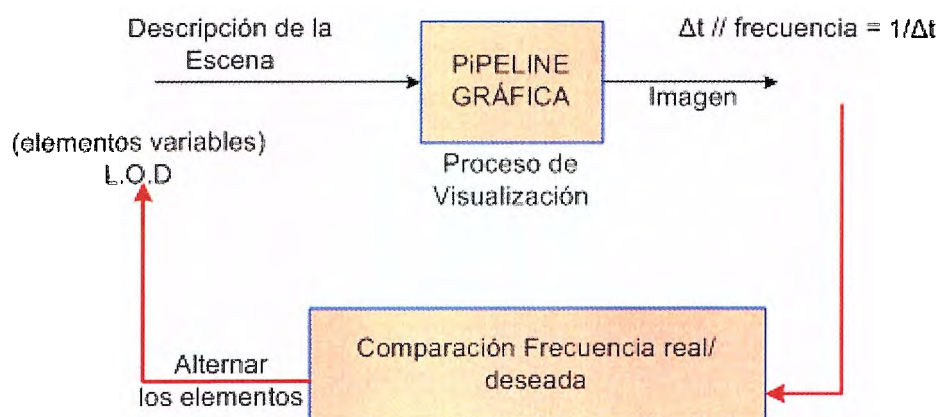 Descripción de la
Escena
PiPELINE
GRÁFICA
Δt // frecuencia = 1/Δt
Imagen
(elementos variables)
L.O.D
Proceso de
Visualización
Comparación Frecuencia real/
deseada
Alternar
los elementos